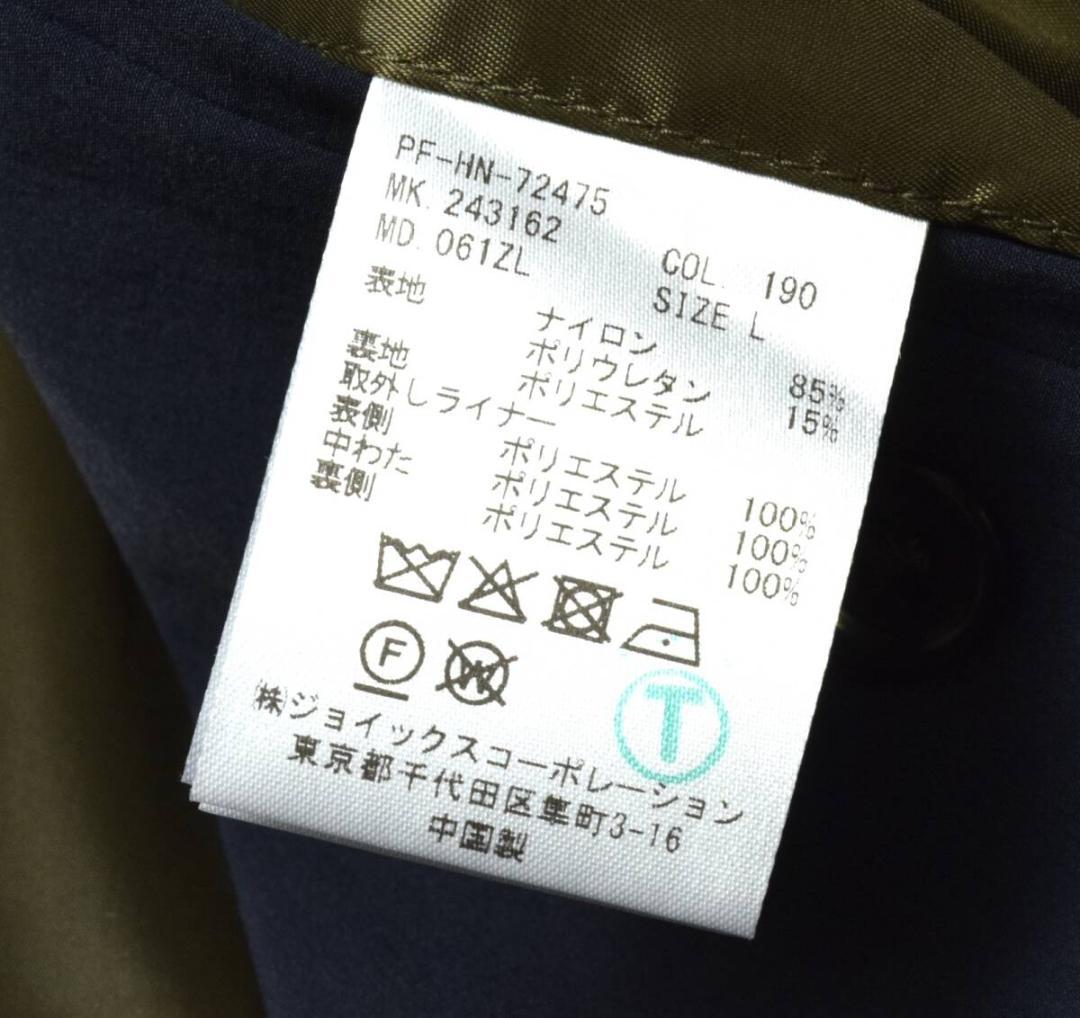 PF-HN-72475
MK. 243162 COL. 190
MD. 061ZL SIZE L
表地 ナイロン 85%
ポリウレタン 15%
裏地 ポリエステル
取外しライナー
表側 ポリエステル 100%
中わた ポリエステル 100%
裏側 ポリエステル 100%
F W
T
㈱ジョイックスコーポレーション
東京都千代田区隼町3-16
中国製